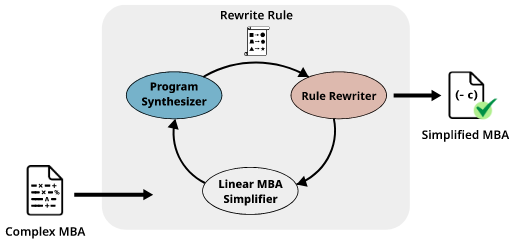 Rewrite Rule
Program
Synthesizer
Rule Rewriter
(- c)
Simplified MBA
Linear MBA
Simplifier
Complex MBA